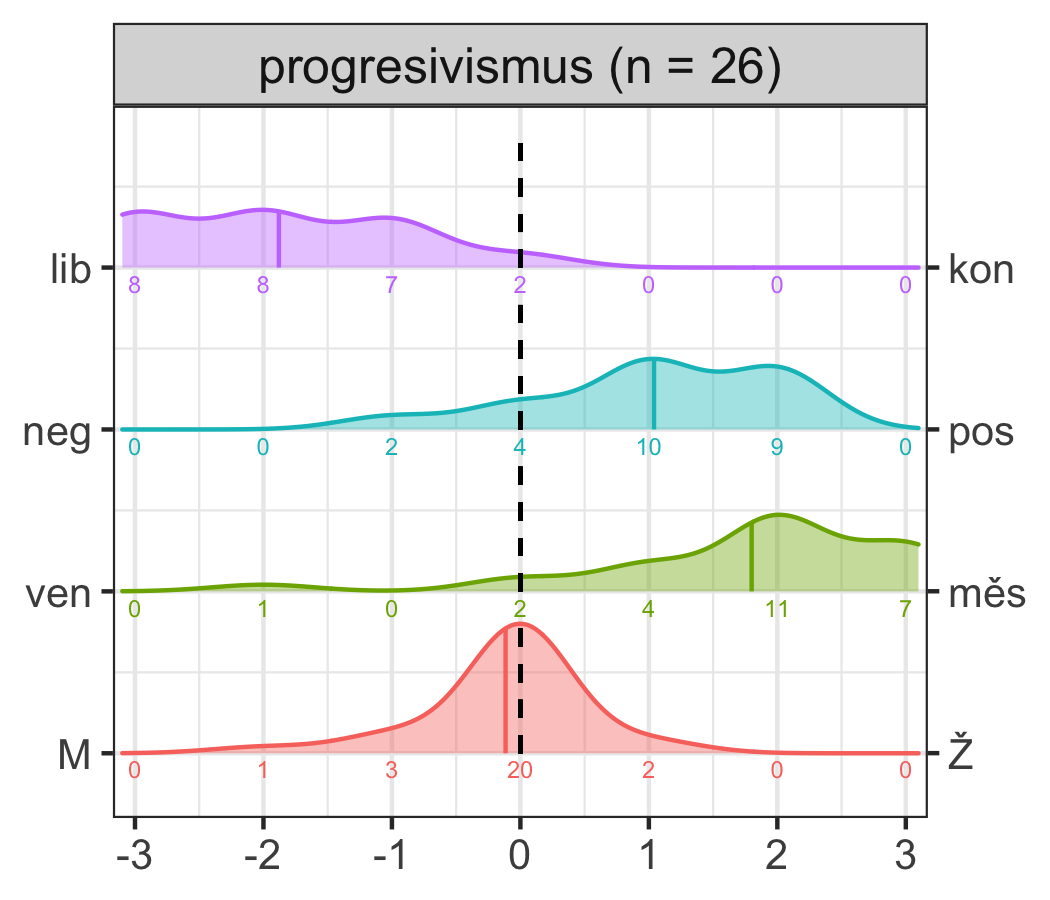 progresivismus (n = 26)
lib kon
8 8 7 2 0 0 0
neg pos
0 0 2 4 10 9 0
ven měs
0 1 0 2 4 11 7
M Ž
0 1 3 20 2 0 0
-3 -2 -1 0 1 2 3